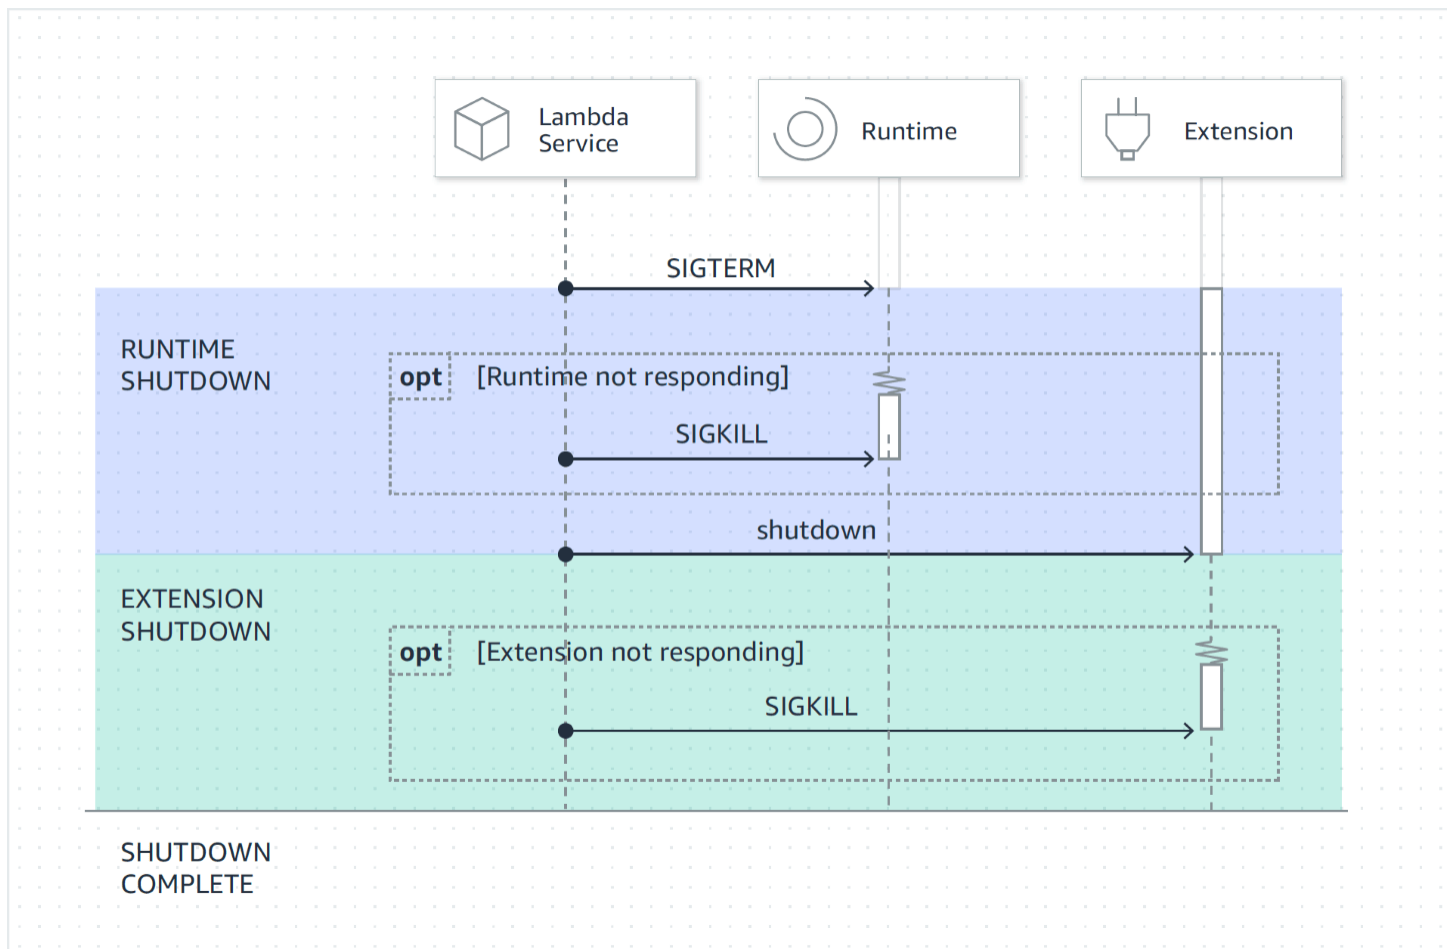 Lambda
Service
Runtime
Extension
SIGTERM
RUNTIME
SHUTDOWN
opt [Runtime not responding]
SIGKILL
shutdown
EXTENSION
SHUTDOWN
opt [Extension not responding]
SIGKILL
SHUTDOWN
COMPLETE